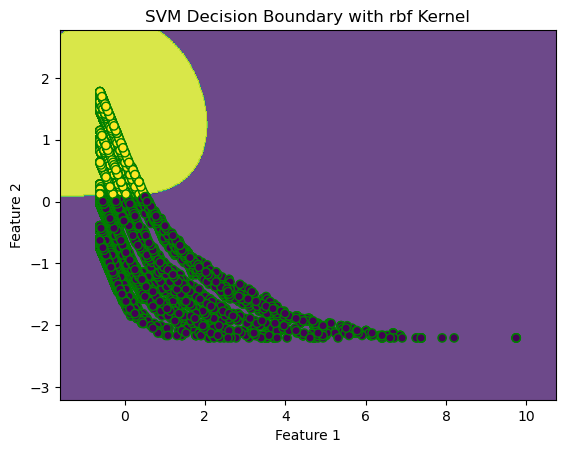 SVM Decision Boundary with rbf Kernel
Feature 2
2
1
0
−1
−2
−3
0 2 4 6 8 10
Feature 1